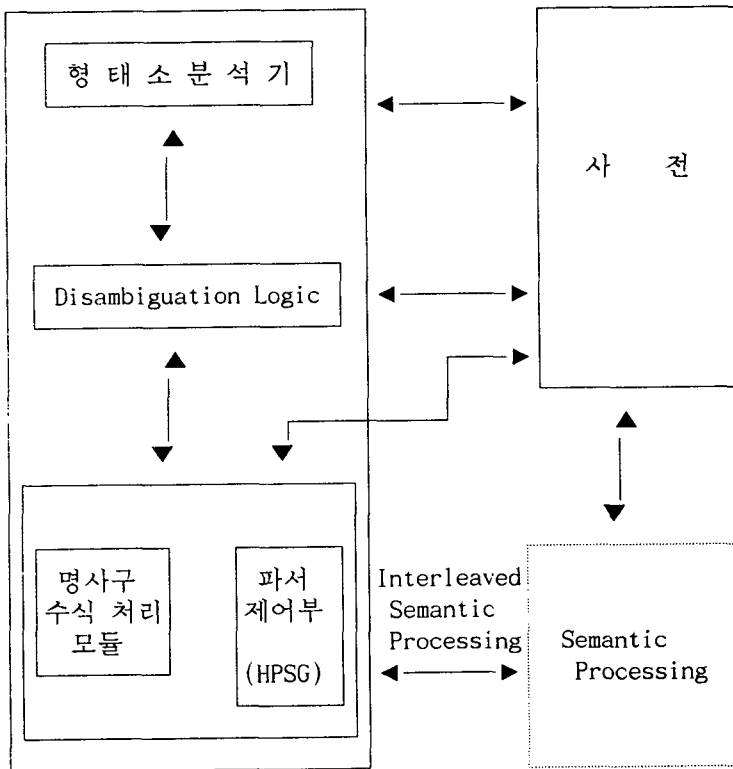 형 태 소 분 석 기
사 전
Disambiguation Logic
명사구
수식 처리
모듈
파서
제어부
(HPSG)
Interleaved
Semantic
Processing
Semantic
Processing